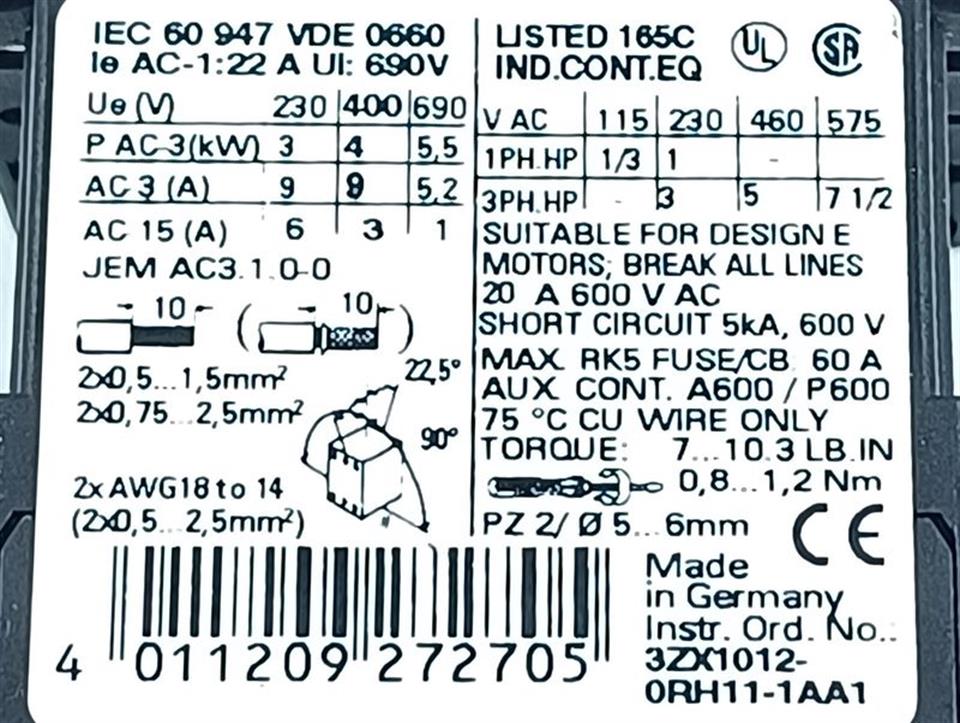 IEC 60 947 VDE 0660
Ie AC-1:22 A UI: 690V
Ue (V) 230 400 690
P AC-3(kW) 3 4 5,5
AC 3 (A) 9 9 5,2
AC 15 (A) 6 3 1
JEM AC3.1.0-0
10 ( 10 )
2x0,5...1,5mm²
2x0,75...2,5mm²
22,5°
90°
2x AWG18 to 14
(2x0,5...2,5mm²)
LISTED 165C
IND.CONT.EQ
UL
SA
V AC 115 230 460 575
1PH.HP 1/3 1 -
3PH.HP - 3 5 7 1/2
SUITABLE FOR DESIGN E
MOTORS; BREAK ALL LINES
20 A 600 V AC
SHORT CIRCUIT 5kA, 600 V
MAX. RK5 FUSE/CB 60 A
AUX. CONT. A600 / P600
75 °C CU WIRE ONLY
TORQUE: 7...10.3 LB.IN
0,8...1,2 Nm
PZ 2/ Ø 5...6mm
CE
Made
in Germany
Instr. Ord. No.:
3ZX1012-
0RH11-1AA1
4 011209 272705